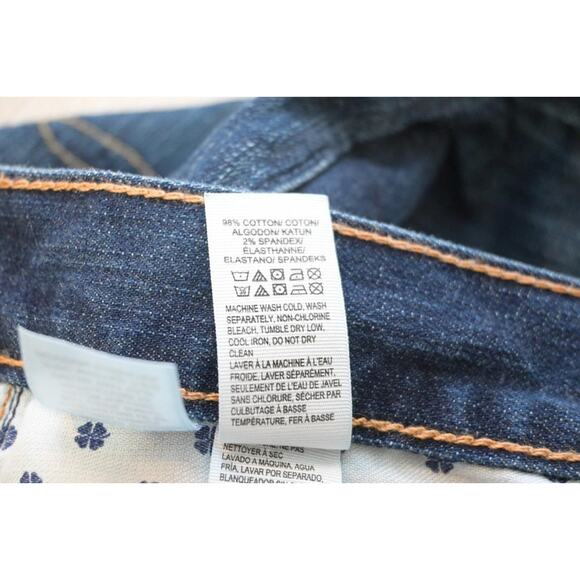 98% COTTON/ COTON/
ALGODON/ KATUN
2% SPANDEX/
ÉLASTHANNE/
ELASTANO/ SPANDEKS
MACHINE WASH COLD, WASH
SEPARATELY, NON-CHLORINE
BLEACH, TUMBLE DRY LOW,
COOL IRON, DO NOT DRY
CLEAN
LAVER À LA MACHINE À L'EAU
FROIDE, LAVER SÉPARÉMENT,
SEULEMENT DE L'EAU DE JAVEL
SANS CHLORURE, SÉCHER PAR
CULBUTAGE À BASSE
TEMPÉRATURE, FER À BASSE
NE PAS
NETTOYER À SEC
LAVADO A MÁQUINA, AGUA
FRÍA, LAVAR POR SEPARADO,
BLANQUEADOR